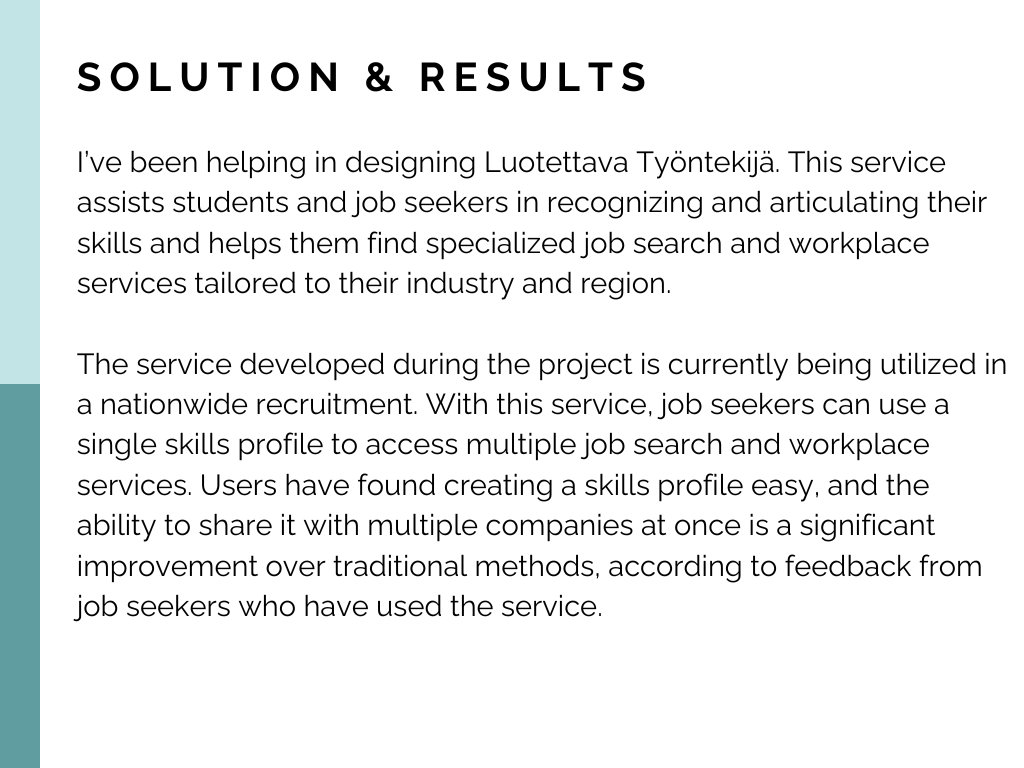 SOLUTION & RESULTS
I’ve been helping in designing Luotettava Työntekijä. This service
assists students and job seekers in recognizing and articulating their
skills and helps them find specialized job search and workplace
services tailored to their industry and region.
The service developed during the project is currently being utilized in
a nationwide recruitment. With this service, job seekers can use a
single skills profile to access multiple job search and workplace
services. Users have found creating a skills profile easy, and the
ability to share it with multiple companies at once is a significant
improvement over traditional methods, according to feedback from
job seekers who have used the service.